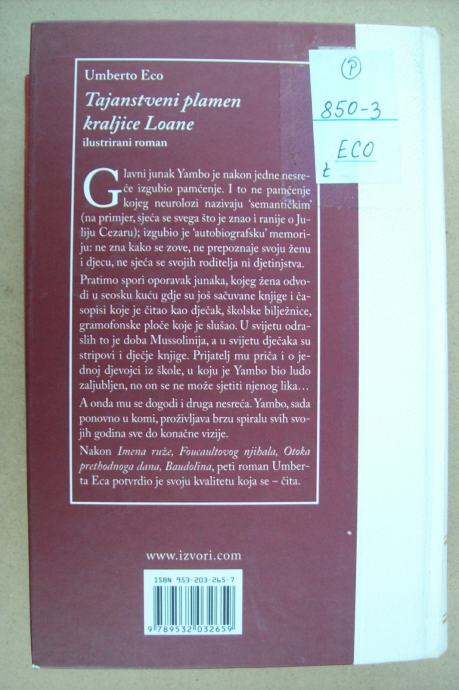 Umberto Eco
Tajanstveni plamen
kraljice Loane
ilustrirani roman
P
850-3
ECO
t
Glavni junak Yambo je nakon jedne nesre-
će izgubio pamćenje. I to ne pamćenje
kojeg neurolozi nazivaju ‘semantičkim’
(na primjer, sjeća se svega što je znao i ranije o Ju-
liju Cezaru); izgubio je ‘autobiografsku’ memori-
ju: ne zna kako se zove, ne prepoznaje svoju ženu
i djecu, ne sjeća se svojih roditelja ni djetinjstva.
Pratimo spori oporavak junaka, kojeg žena odvo-
di u seosku kuću gdje su još sačuvane knjige i ča-
sopisi koje je čitao kao dječak, školske bilježnice,
gramofonske ploče koje je slušao. U svijetu odra-
slih to je doba Mussolinija, a u svijetu dječaka su
stripovi i dječje knjige. Prijatelj mu priča i o je-
dnoj djevojci iz škole, u koju je Yambo bio ludo
zaljubljen, no on se ne može sjetiti njenog lika…
A onda mu se dogodi i druga nesreća. Yambo, sada
ponovno u komi, proživljava brzu spiralu svih svo-
jih godina sve do konačne vizije.
Nakon Imena ruže, Foucaultovog njihala, Otoka
prethodnoga dana, Baudolina, peti roman Umber-
ta Eca potvrdio je svoju kvalitetu koja se – čita.
www.izvori.com
ISBN 953-203-265-7
9 789532 032659